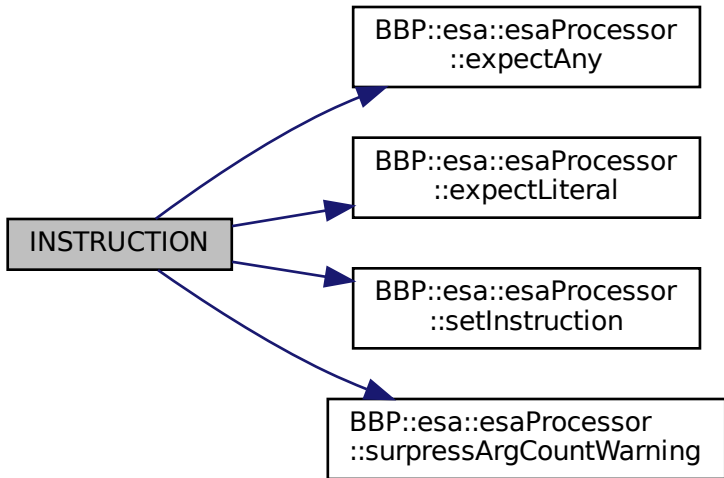 BBP::esa::esaProcessor
::expectAny
BBP::esa::esaProcessor
::expectLiteral
INSTRUCTION
BBP::esa::esaProcessor
::setInstruction
BBP::esa::esaProcessor
::surpressArgCountWarning